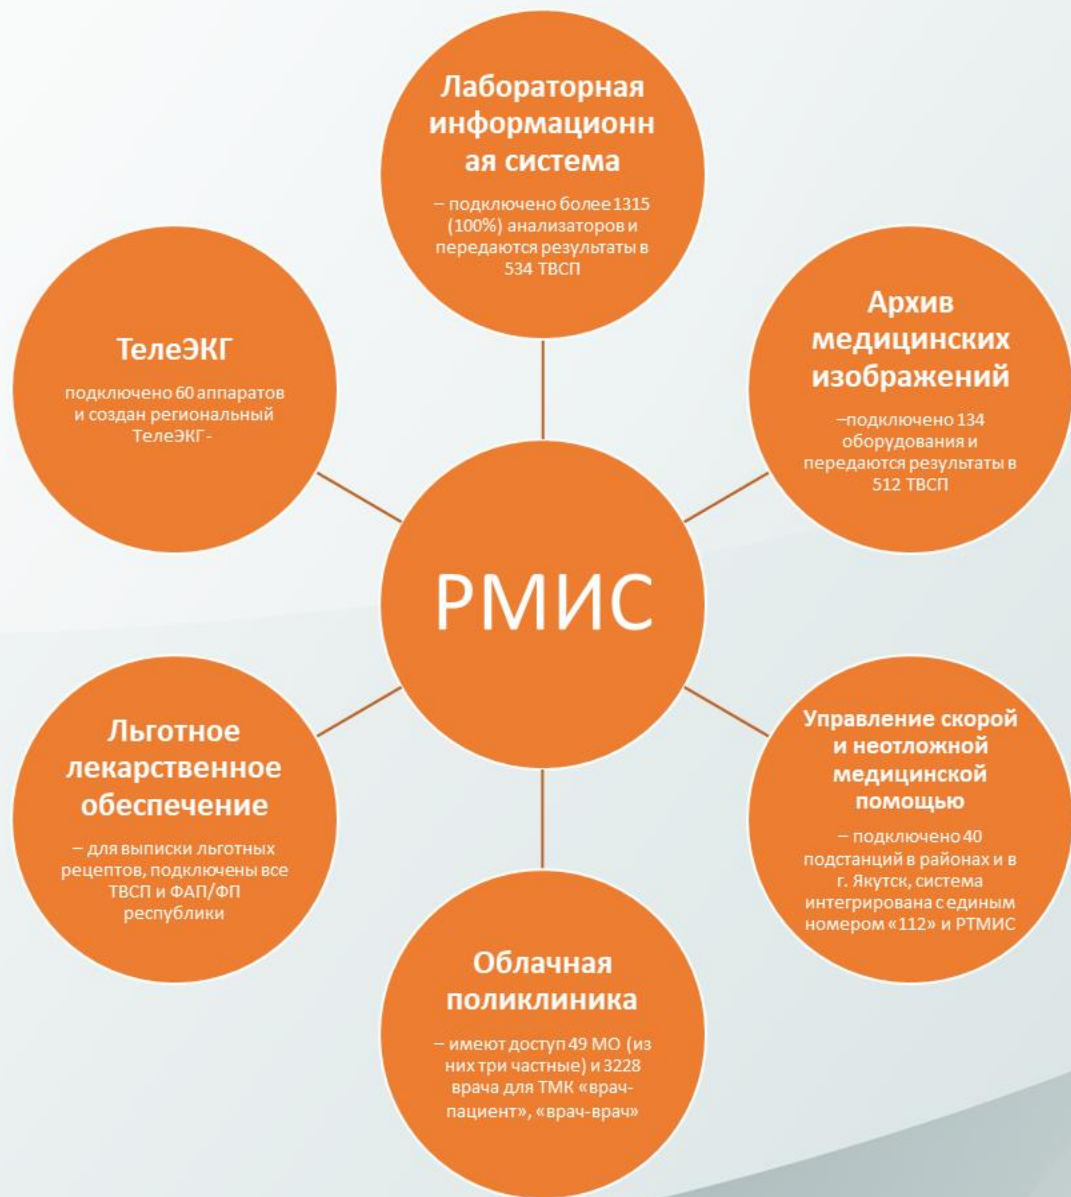 Лабораторная
информационн
ая система
– подключено более 1315
(100%) анализаторов и
передаются результаты в
534 ТВСП
Архив
медицинских
изображений
–подключено 134
оборудования и
передаются результаты в
512 ТВСП
Управление скорой
и неотложной
медицинской
помощью
– подключено 40
подстанций в районах и в
г. Якутск, система
интегрирована с единым
номером «112» и РТМИС
Облачная
поликлиника
– имеют доступ 49 МО (из
них три частные) и 3228
врача для ТМК «врач-
пациент», «врач-врач»
Льготное
лекарственное
обеспечение
– для выписки льготных
рецептов, подключены все
ТВСП и ФАП/ФП
республики
ТелеЭКГ
подключено 60 аппаратов
и создан региональный
ТелеЭКГ-
РМИС